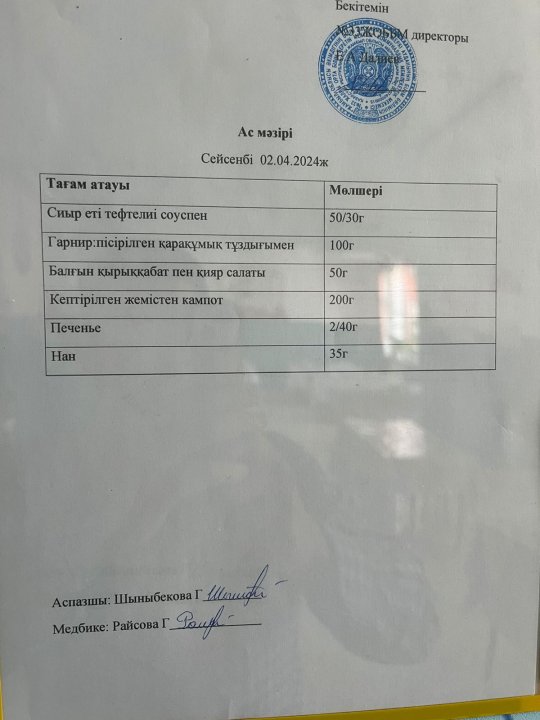 Бекітемін
директоры
Ас мәзірі
Сейсенбі 02.04.2024ж
Тағам атауы Мөлшері
Сиыр еті тефтелиі соуспен 50/30г
Гарнир:пісірілген қарақұмық тұздығымен 100г
Балғын қырыққабат пен қияр салаты 50г
Кептірілген жемістен кампот 200г
Печенье 2/40г
Нан 35г
Аспазшы: Шыныбекова Г
Медбике: Райсова Г